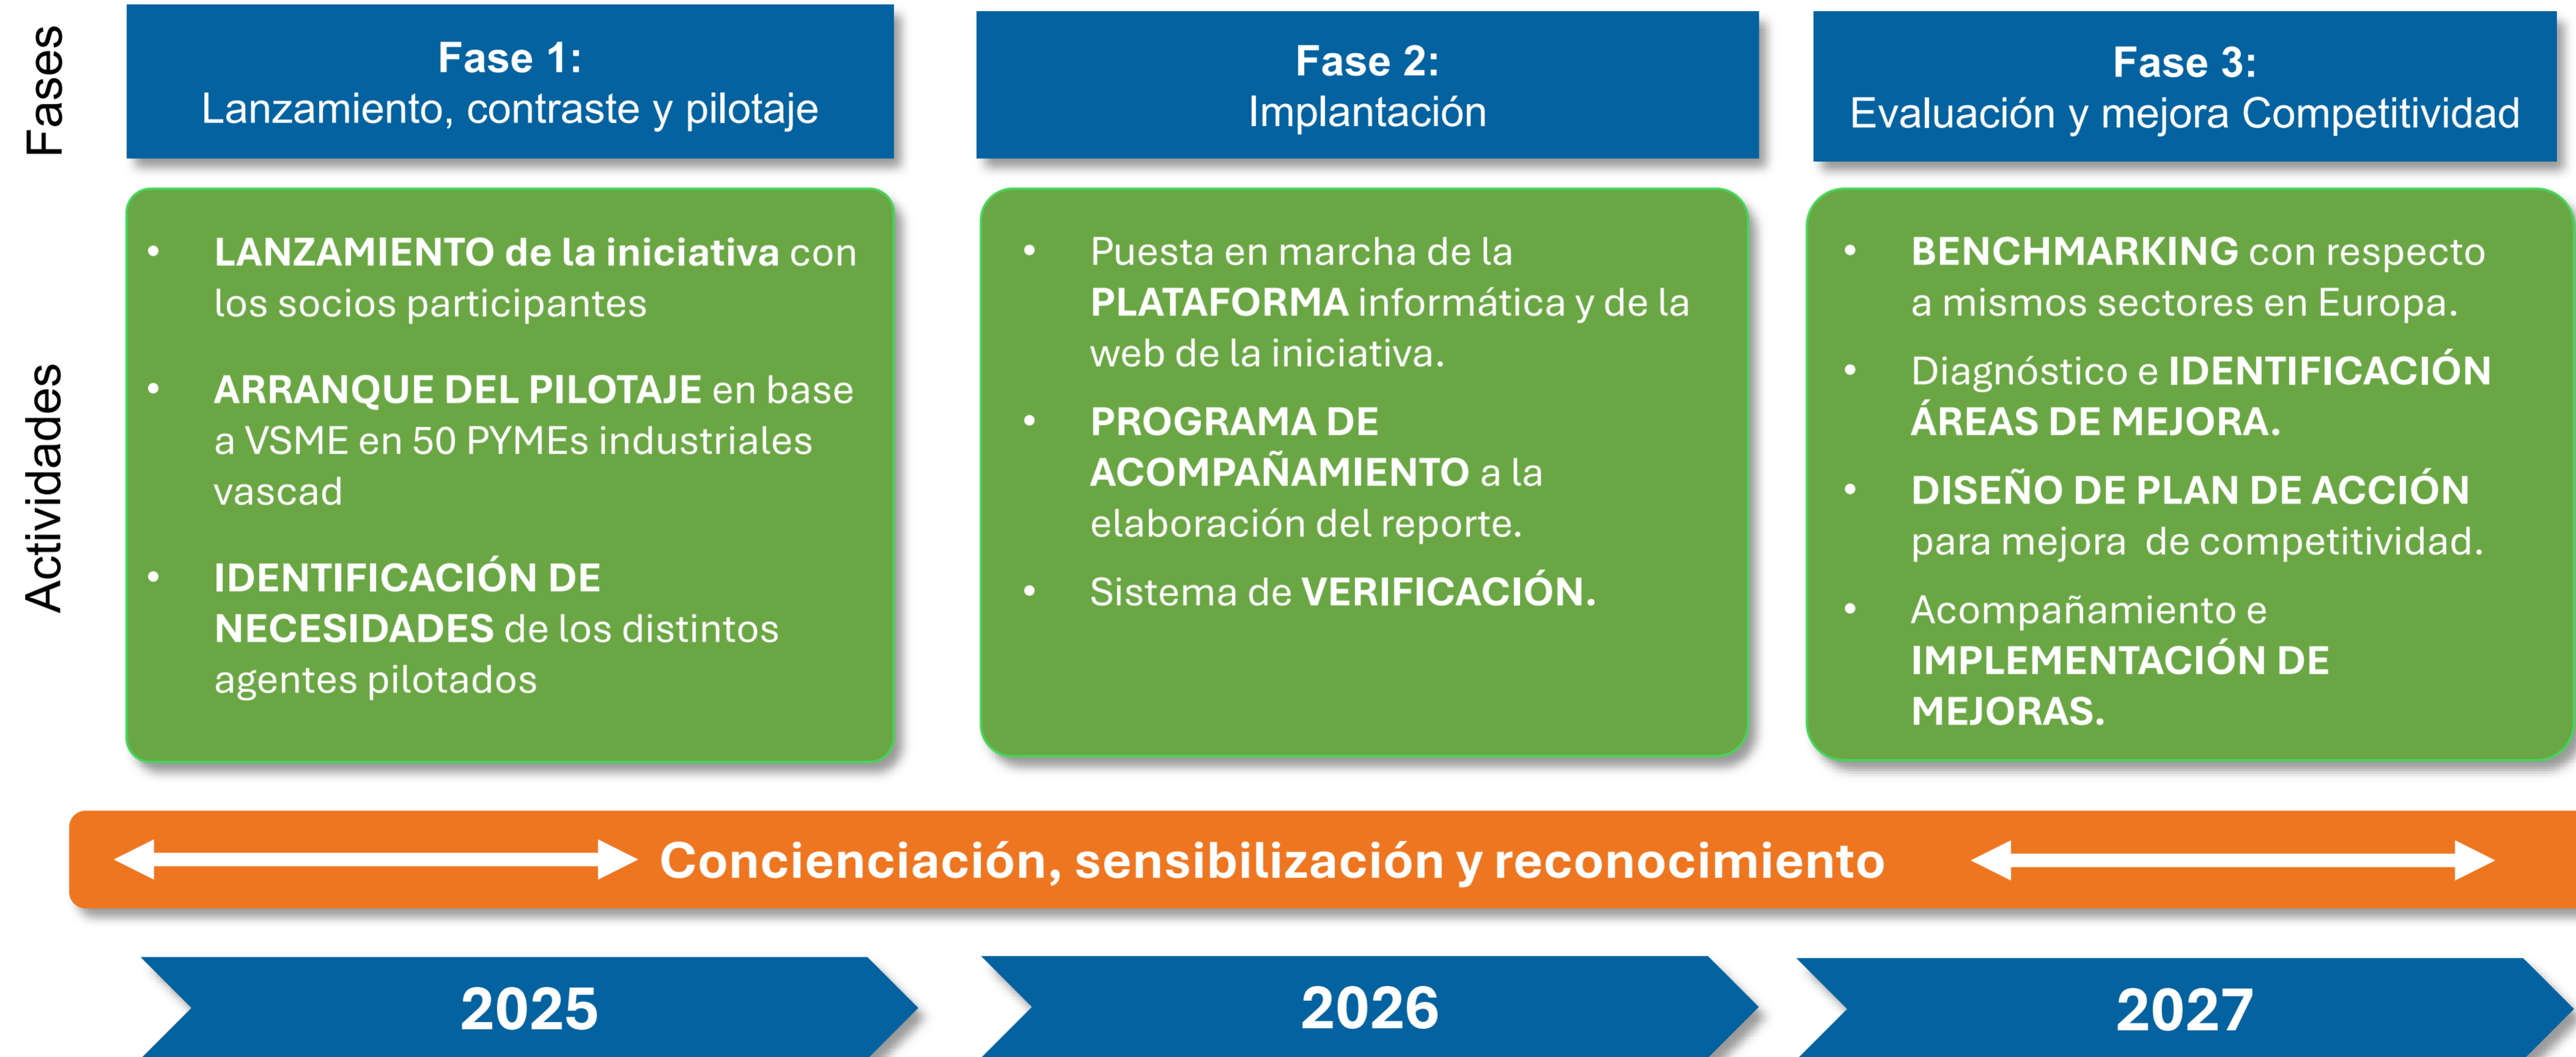 Fases
Fase 1:
Lanzamiento, contraste y pilotaje
Fase 2:
Implantación
Fase 3:
Evaluación y mejora Competitividad
Actividades
• LANZAMIENTO de la iniciativa con
los socios participantes
• ARRANQUE DEL PILOTAJE en base
a VSME en 50 PYMEs industriales
vascad
• IDENTIFICACIÓN DE
NECESIDADES de los distintos
agentes pilotados
• Puesta en marcha de la
PLATAFORMA informática y de la
web de la iniciativa.
• PROGRAMA DE
ACOMPAÑAMIENTO a la
elaboración del reporte.
• Sistema de VERIFICACIÓN.
• BENCHMARKING con respecto
a mismos sectores en Europa.
• Diagnóstico e IDENTIFICACIÓN
ÁREAS DE MEJORA.
• DISEÑO DE PLAN DE ACCIÓN
para mejora de competitividad.
• Acompañamiento e
IMPLEMENTACIÓN DE
MEJORAS.
Concienciación, sensibilización y reconocimiento
2025
2026
2027